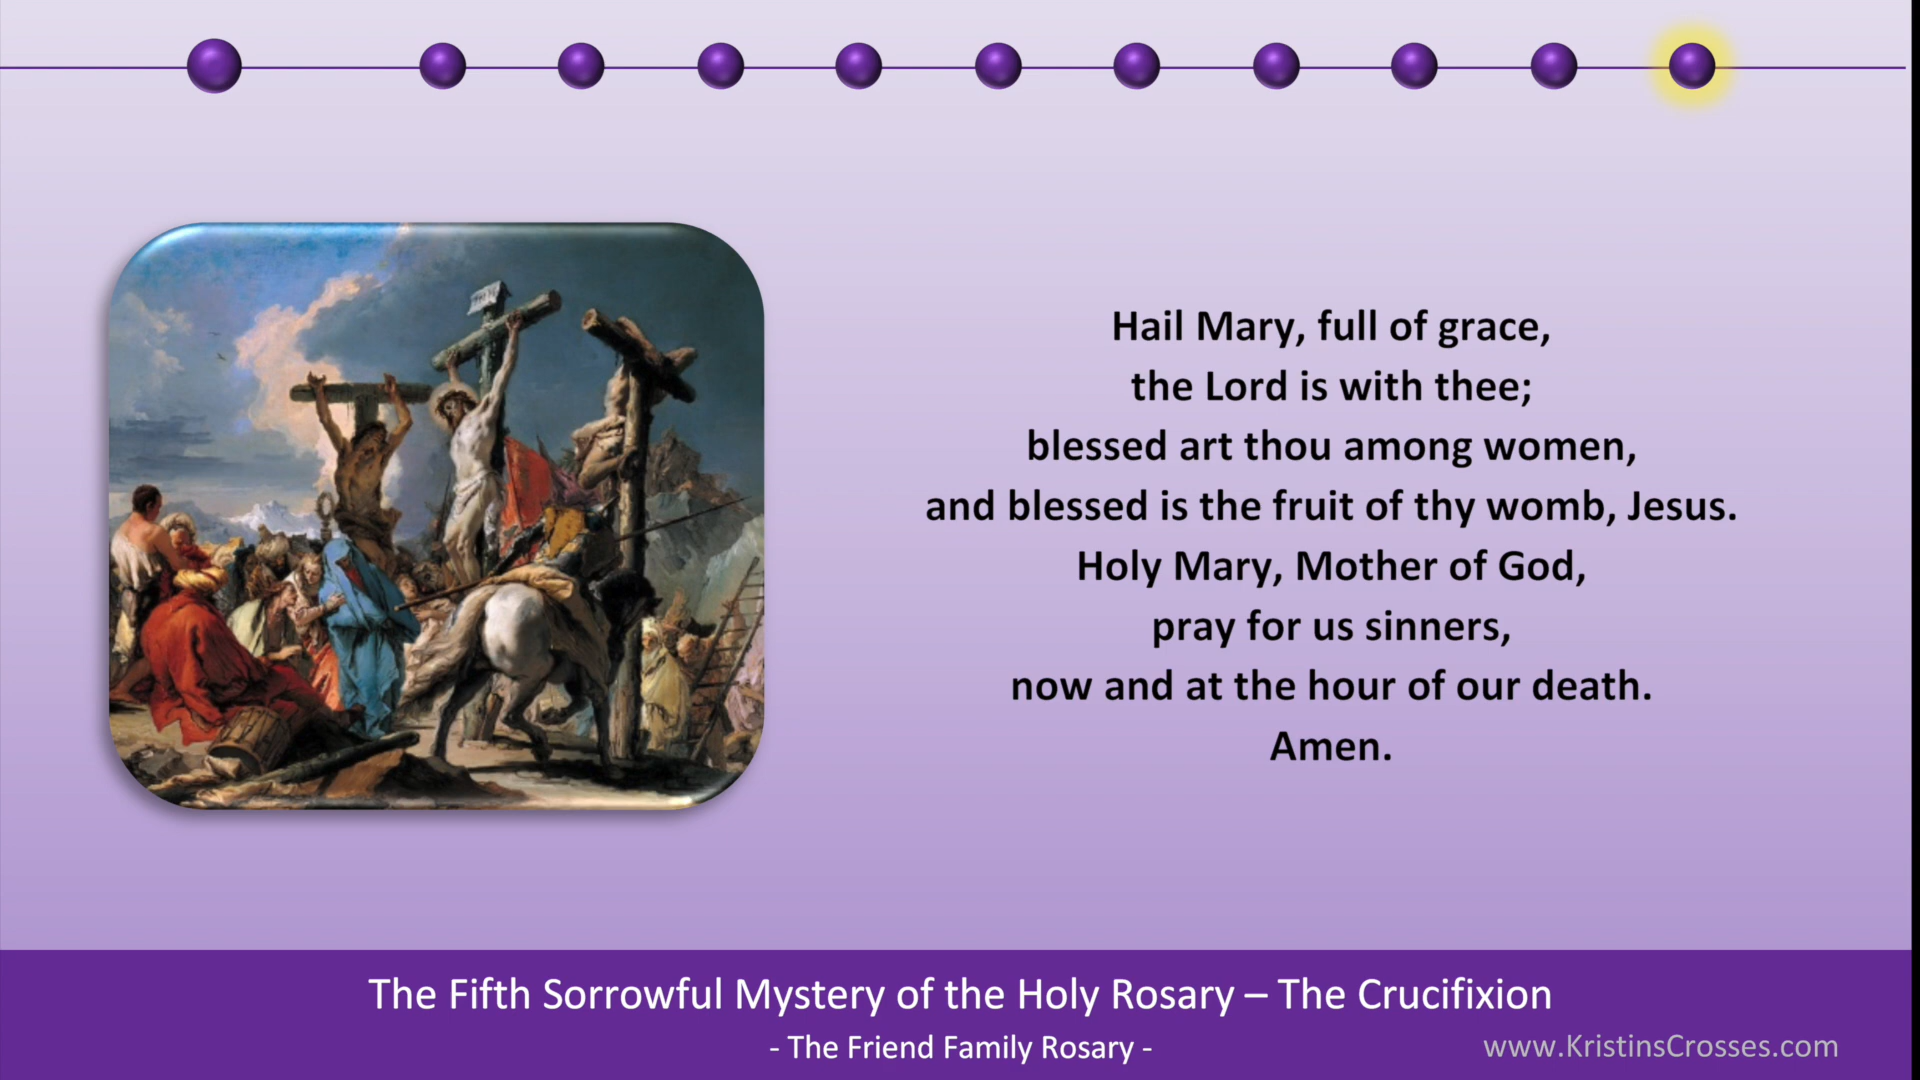 Hail Mary, full of grace,
the Lord is with thee;
blessed art thou among women,
and blessed is the fruit of thy womb, Jesus.
Holy Mary, Mother of God,
pray for us sinners,
now and at the hour of our death.
Amen.
The Fifth Sorrowful Mystery of the Holy Rosary – The Crucifixion
- The Friend Family Rosary -
www.KristinsCrosses.com